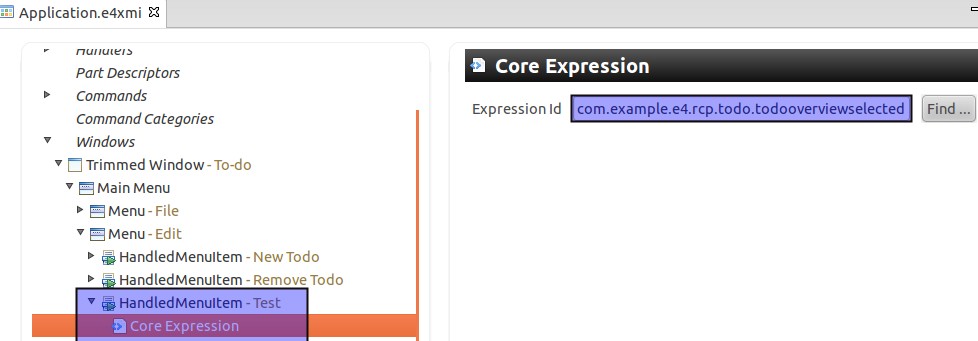 Application.e4xmi
Handlers
Part Descriptors
Commands
Command Categories
Windows
Trimmed Window - To-do
Main Menu
Menu - File
Menu - Edit
HandledMenuItem - New Todo
HandledMenuItem - Remove Todo
HandledMenuItem - Test
Core Expression
Core Expression
Expression Id com.example.e4.rcp.todo.todooverviewselected Find ...